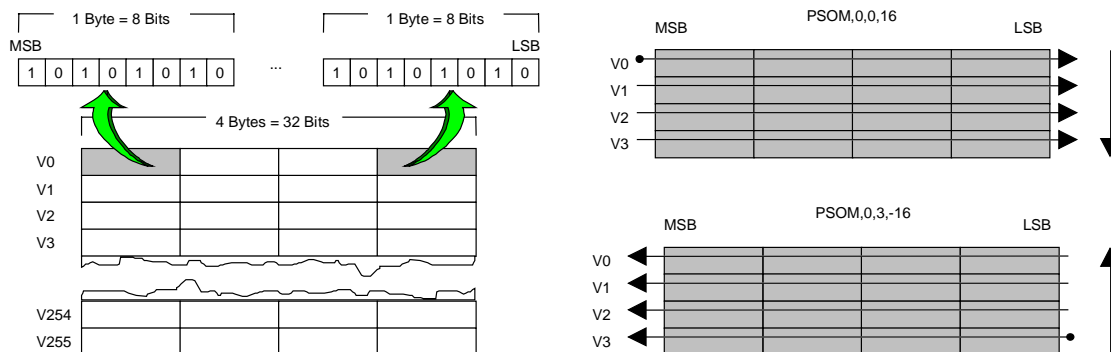 1 Byte = 8 Bits
1 Byte = 8 Bits
MSB
LSB
1 0 1 0 1 0 1 0 ... 1 0 1 0 1 0 1 0
4 Bytes = 32 Bits
V0
V1
V2
V3
V254
V255
PSOM,0,0,16
MSB
LSB
V0
V1
V2
V3
PSOM,0,3,-16
MSB
LSB
V0
V1
V2
V3